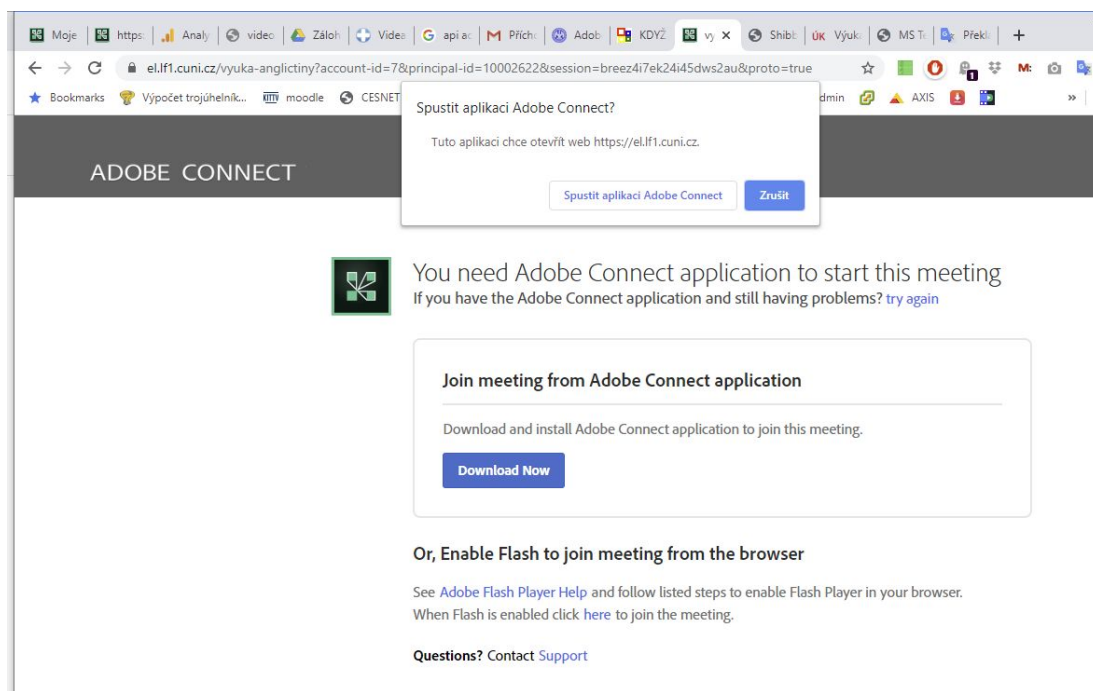 Moje https: Analy video Záloh Videa api ac Přích Adob KDYŽ vy Shibb ÚK Výuk MS Te Překl
el.lf1.cuni.cz/vyuka-anglictiny?account-id=7&principal-id=10002622&session=breez4i7ek24i45dws2au&proto=true
Bookmarks Výpočet trojúhelník... moodle CESNET dmin AXIS »
Spustit aplikaci Adobe Connect?
Tuto aplikaci chce otevřít web https://el.lf1.cuni.cz.
Spustit aplikaci Adobe Connect Zrušit
ADOBE CONNECT
You need Adobe Connect application to start this meeting
If you have the Adobe Connect application and still having problems? try again
Join meeting from Adobe Connect application
Download and install Adobe Connect application to join this meeting.
Download Now
Or, Enable Flash to join meeting from the browser
See Adobe Flash Player Help and follow listed steps to enable Flash Player in your browser.
When Flash is enabled click here to join the meeting.
Questions? Contact Support